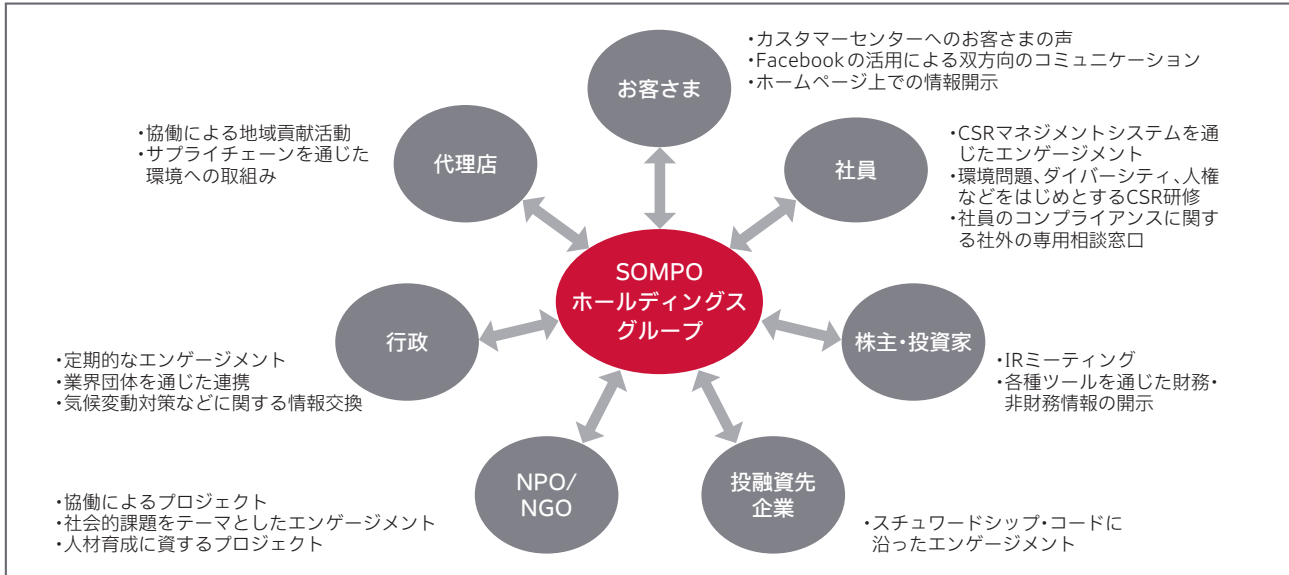 お客さま
・カスタマーセンターへのお客さまの声
・Facebookの活用による双方向のコミュニケーション
・ホームページ上での情報開示
社員
・CSRマネジメントシステムを通
じたエンゲージメント
・環境問題、ダイバーシティ、人権
などをはじめとするCSR研修
・社員のコンプライアンスに関す
る社外の専用相談窓口
・協働による地域貢献活動
・サプライチェーンを通じた
環境への取組み
代理店
SOMPO
ホールディングス
グループ
行政
・定期的なエンゲージメント
・業界団体を通じた連携
・気候変動対策などに関する情報交換
株主・投資家
・IRミーティング
・各種ツールを通じた財務・
非財務情報の開示
NPO/
NGO
・協働によるプロジェクト
・社会的課題をテーマとしたエンゲージメント
・人材育成に資するプロジェクト
投融資先
企業
・スチュワードシップ・コードに
沿ったエンゲージメント